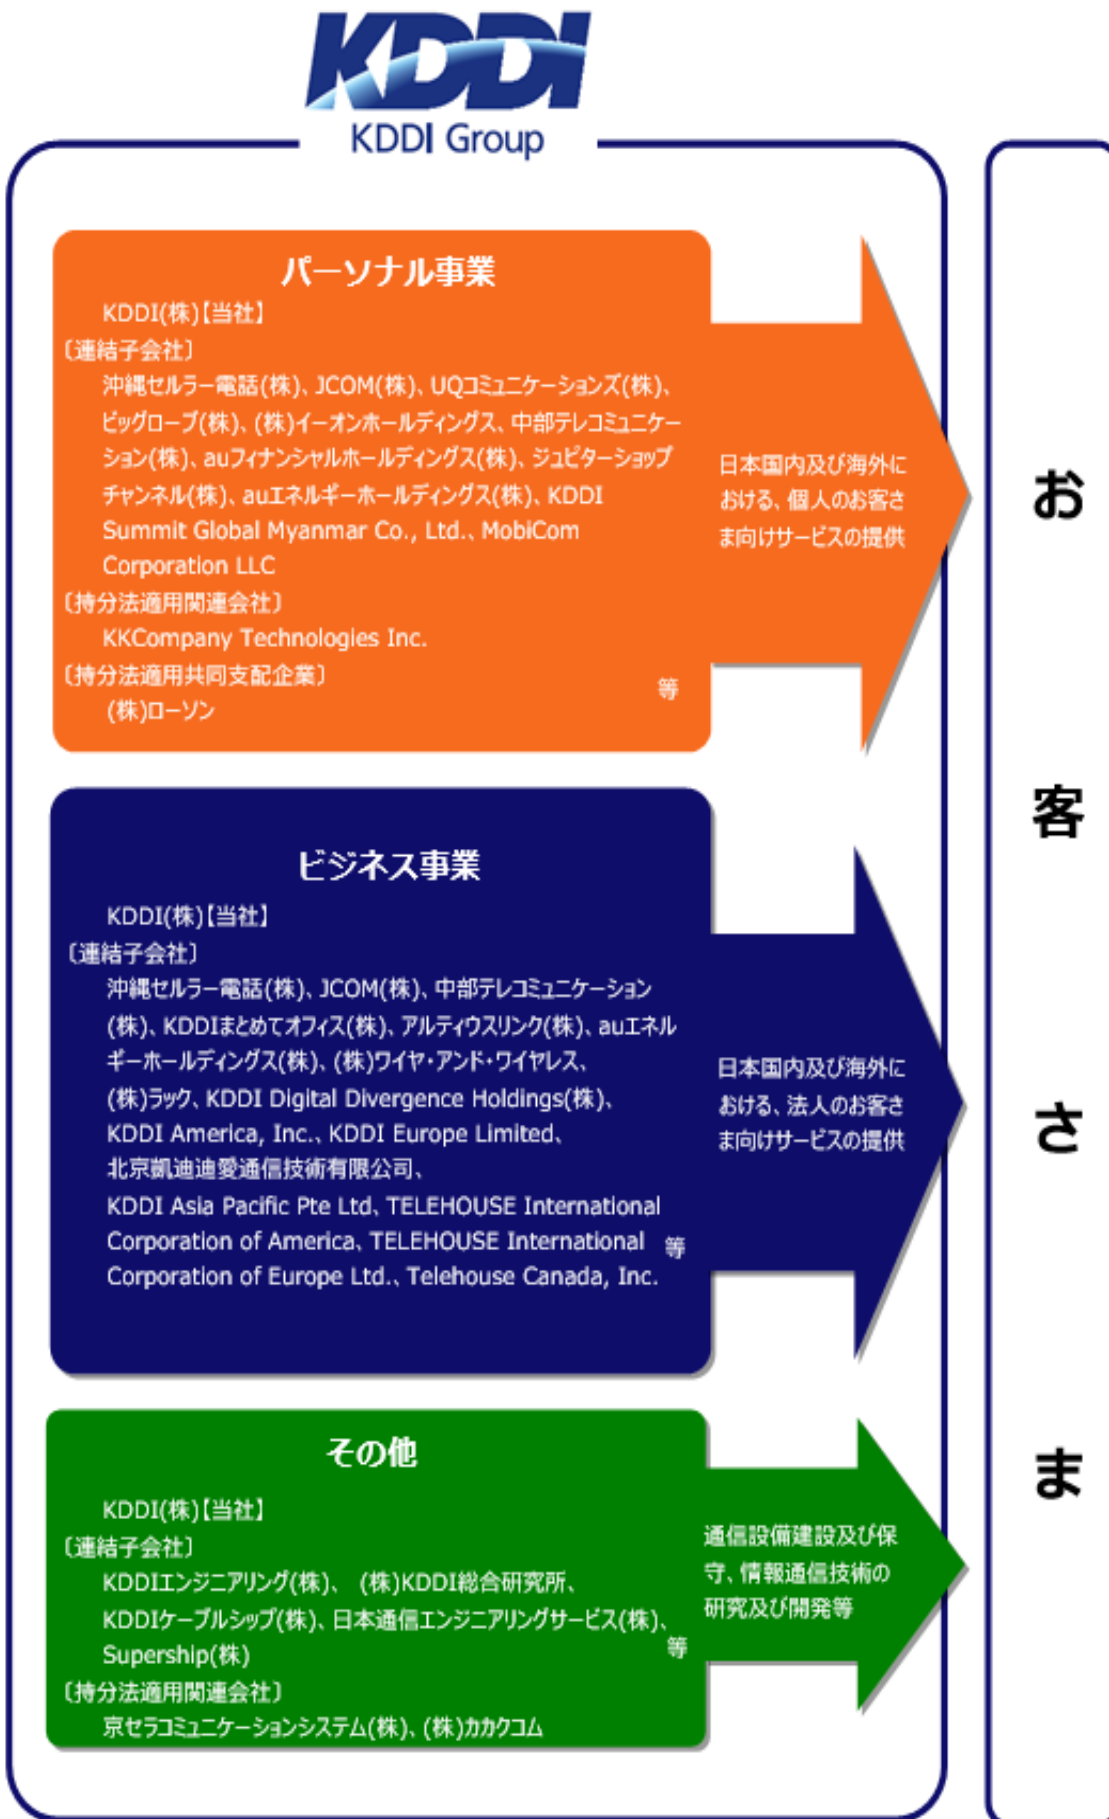 KDDI
KDDI Group
パーソナル事業
KDDI(株)【当社】
〔連結子会社〕
沖縄セルラー電話(株)、JCOM(株)、UQコミュニケーションズ(株)、
ビッグローブ(株)、(株)イーオンホールディングス、中部テレコミュニケー
ション(株)、auフィナンシャルホールディングス(株)、ジュピターショップ
チャンネル(株)、auエネルギーホールディングス(株)、KDDI
Summit Global Myanmar Co., Ltd.、MobiCom
Corporation LLC
〔持分法適用関連会社〕
KKCompany Technologies Inc.
〔持分法適用共同支配企業〕
(株)ローソン
等
日本国内及び海外に
おける、個人のお客さ
ま向けサービスの提供
ビジネス事業
KDDI(株)【当社】
〔連結子会社〕
沖縄セルラー電話(株)、JCOM(株)、中部テレコミュニケーション
(株)、KDDIまとめてオフィス(株)、アルティウスリンク(株)、auエネル
ギーホールディングス(株)、(株)ワイヤ・アンド・ワイヤレス、
(株)ラック、KDDI Digital Divergence Holdings(株)、
KDDI America, Inc.、KDDI Europe Limited、
北京凱迪迪愛通信技術有限公司、
KDDI Asia Pacific Pte Ltd、TELEHOUSE International
Corporation of America、TELEHOUSE International
Corporation of Europe Ltd.、Telehouse Canada, Inc.
等
日本国内及び海外に
おける、法人のお客さ
ま向けサービスの提供
その他
KDDI(株)【当社】
〔連結子会社〕
KDDIエンジニアリング(株)、 (株)KDDI総合研究所、
KDDIケーブルシップ(株)、日本通信エンジニアリングサービス(株)、
Supership(株)
等
〔持分法適用関連会社〕
京セラコミュニケーションシステム(株)、(株)カカクコム
通信設備建設及び保
守、情報通信技術の
研究及び開発等
お客さま